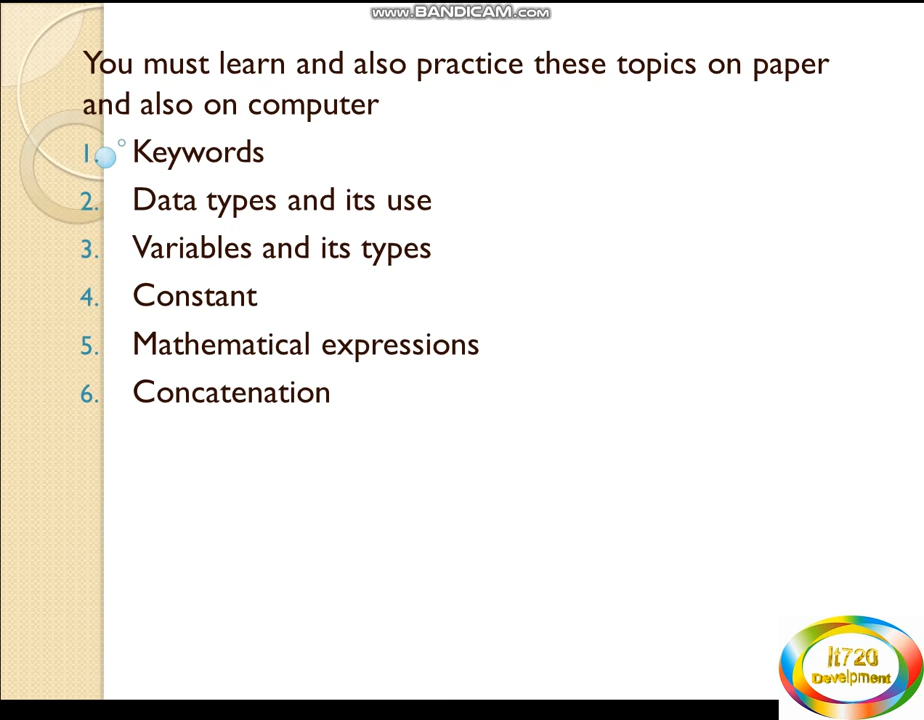 www.BANDICAM.com
You must learn and also practice these topics on paper
and also on computer
1. Keywords
2. Data types and its use
3. Variables and its types
4. Constant
5. Mathematical expressions
6. Concatenation
It720
Develpment